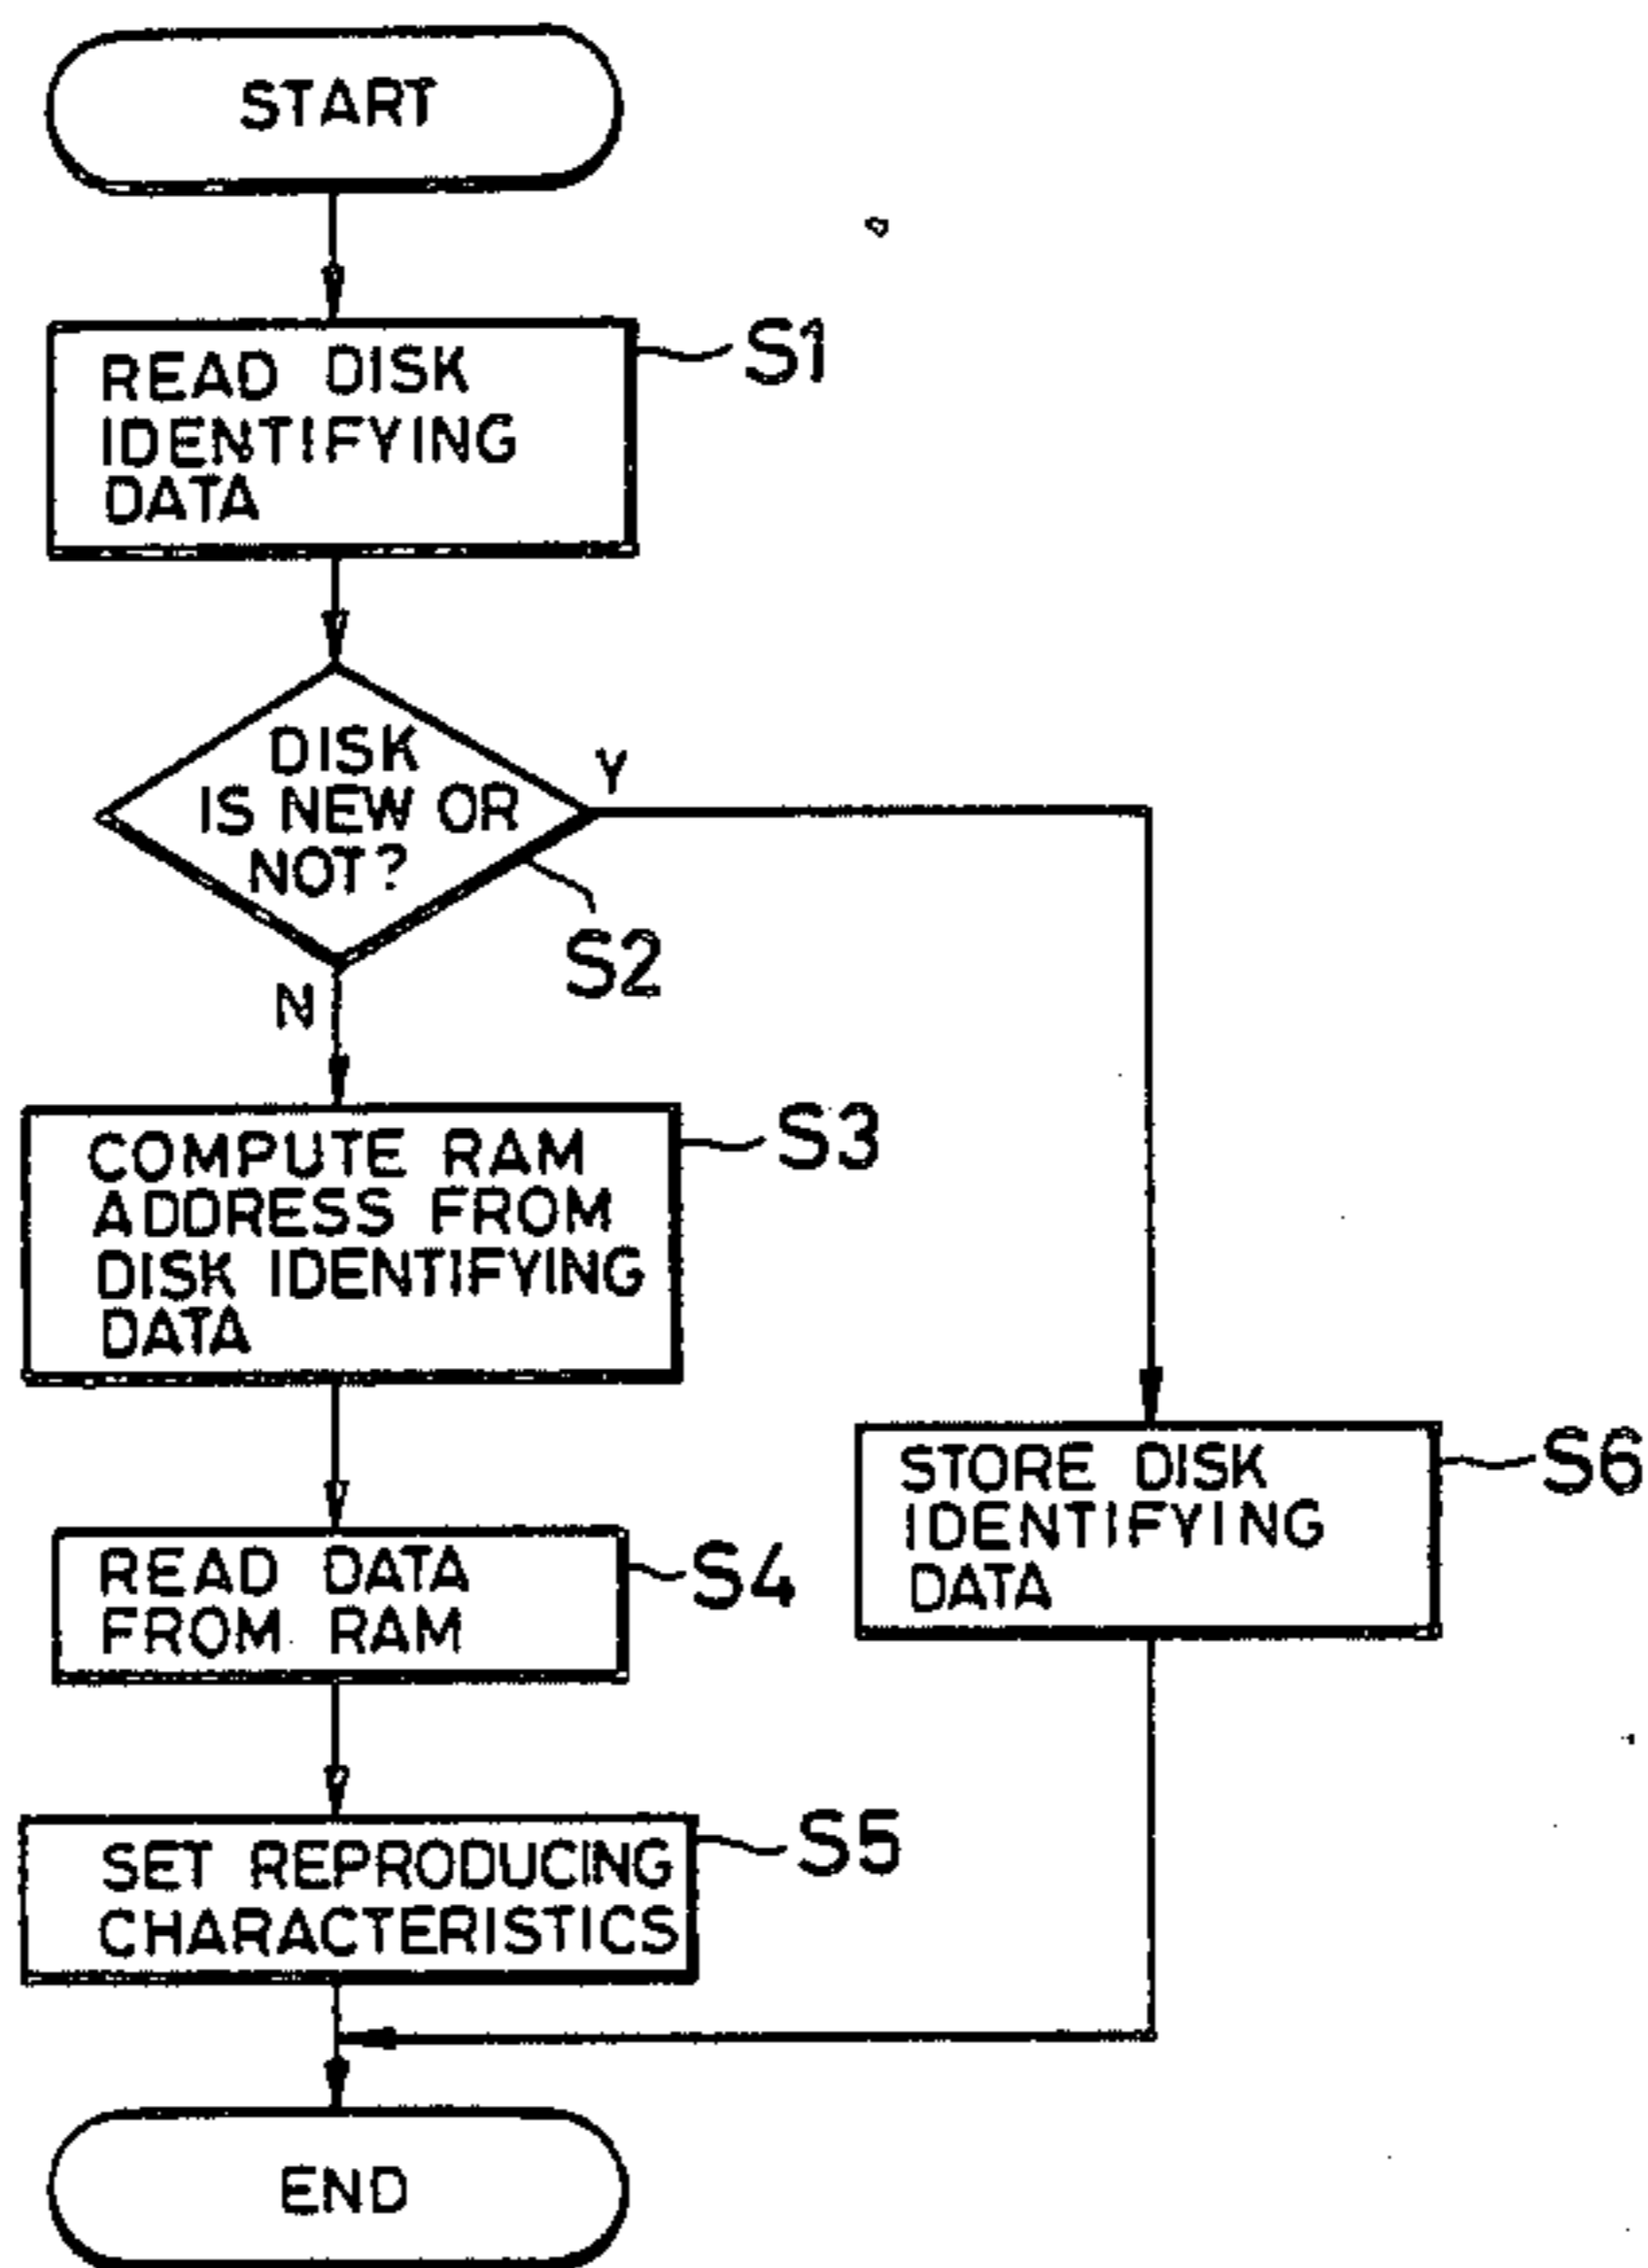 START
READ DISK
IDENTIFYING
DATA
S1
DISK
IS NEW OR
NOT?
Y
S2
N
COMPUTE RAM
ADDRESS FROM
DISK IDENTIFYING
DATA
S3
READ DATA
FROM RAM
S4
STORE DISK
IDENTIFYING
DATA
S6
SET REPRODUCING
CHARACTERISTICS
S5
END